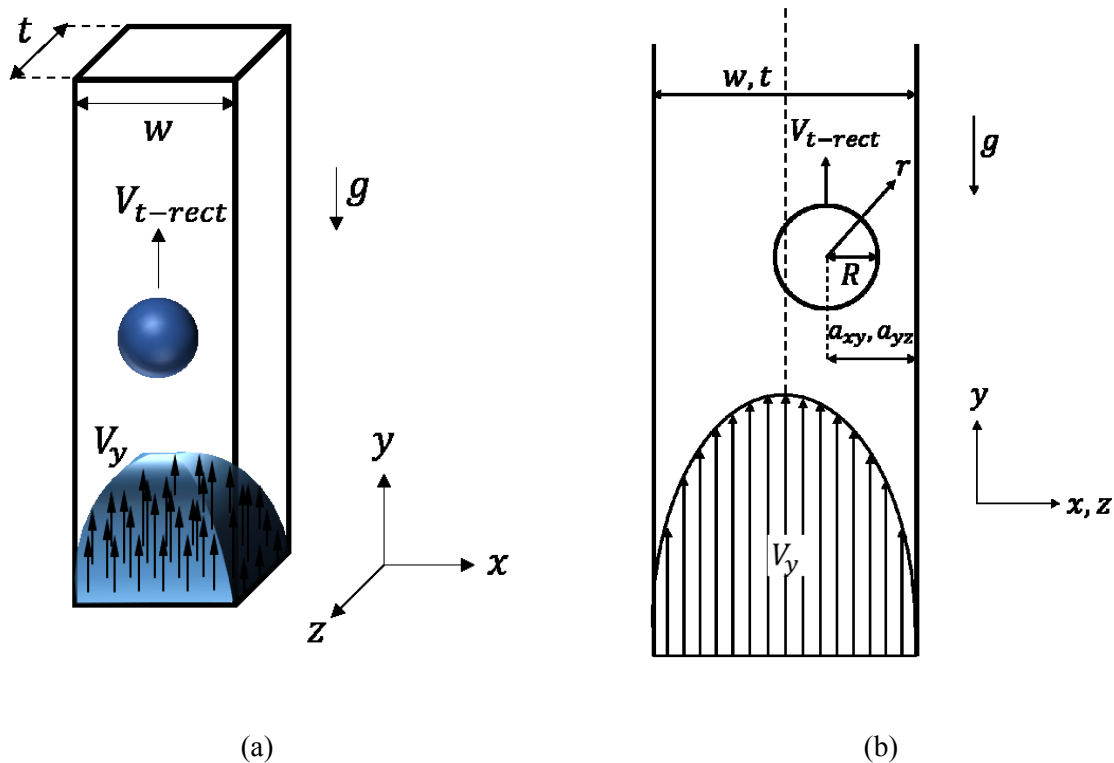 t
w
g
V_{t-rect}
V_y
y
x
z
(a)
w, t
V_{t-rect}
r
g
R
a_{xy}, a_{yz}
y
x, z
V_y
(b)